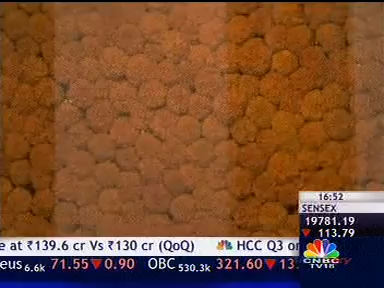 16:52
SENSEX
19781.19
▼ 113.79
e at ₹139.6 cr Vs ₹130 cr (QoQ) HCC Q3 or
eus 6.6k 71.55 ▼ 0.90 OBC 530.3k 321.60 ▼ 13.
CNBC
TV18